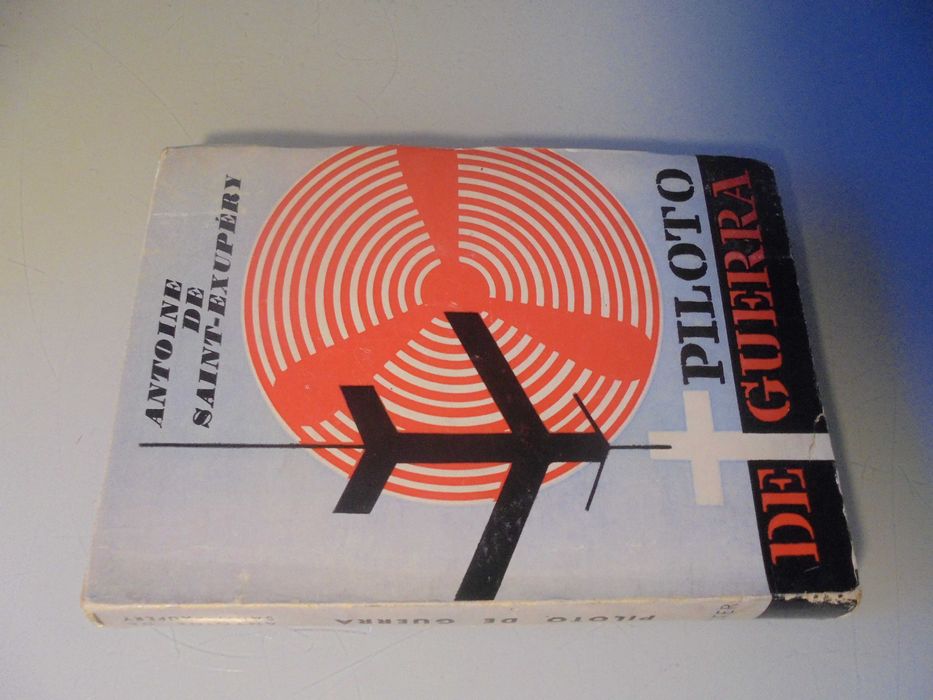 ANTOINE
DE
SAINT-EXUPÉRY
PILOTO
DE GUERRA
PILOTO DE GUERRA